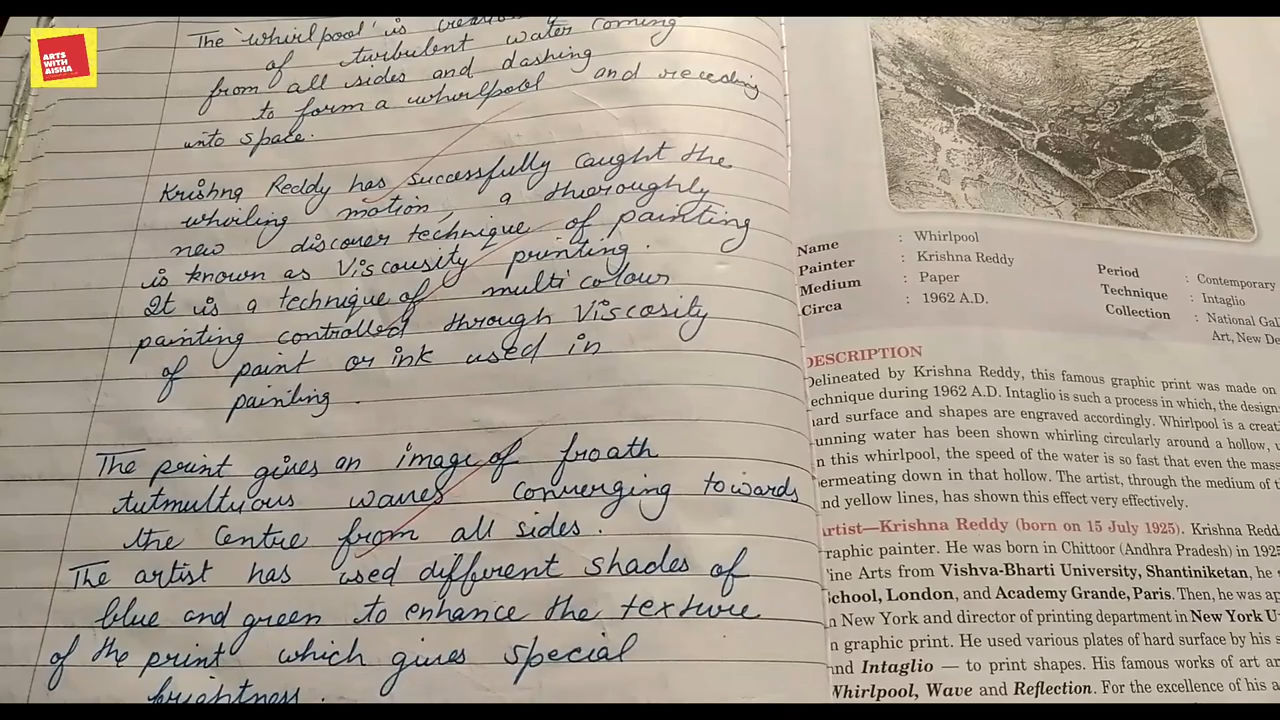 ARTS
WITH
AISHA
The 'whirlpool' is
of turbulent water coming
from all sides and dashing
to form a whirlpool and receding
into space.
Krishna Reddy has successfully caught the
whirling motion, a thoroughly
new discover technique of painting
is known as Viscousity printing.
It is a technique of multi colour
painting controlled through Viscosity
of paint or ink used in
painting.
The print gives an image of froath
tutmultuous waves converging towards
the centre from all sides.
The artist has used different shades of
blue and green to enhance the texture
of the print which gives special
brightness.
Name : Whirlpool
Painter : Krishna Reddy
Medium : Paper
Circa : 1962 A.D.
Period : Contemporary
Technique : Intaglio
Collection : National Gal
Art, New De
DESCRIPTION
Delineated by Krishna Reddy, this famous graphic print was made on
echnique during 1962 A.D. Intaglio is such a process in which, the design
ard surface and shapes are engraved accordingly. Whirlpool is a creat
unning water has been shown whirling circularly around a hollow, u
n this whirlpool, the speed of the water is so fast that even the mass
ermeating down in that hollow. The artist, through the medium of t
nd yellow lines, has shown this effect very effectively.
rtist—Krishna Reddy (born on 15 July 1925). Krishna Redd
raphic painter. He was born in Chittoor (Andhra Pradesh) in 1925
ine Arts from Vishva-Bharti University, Shantiniketan, he
chool, London, and Academy Grande, Paris. Then, he was ap
n New York and director of printing department in New York U
n graphic print. He used various plates of hard surface by his
nd Intaglio — to print shapes. His famous works of art ar
Whirlpool, Wave and Reflection. For the excellence of his a